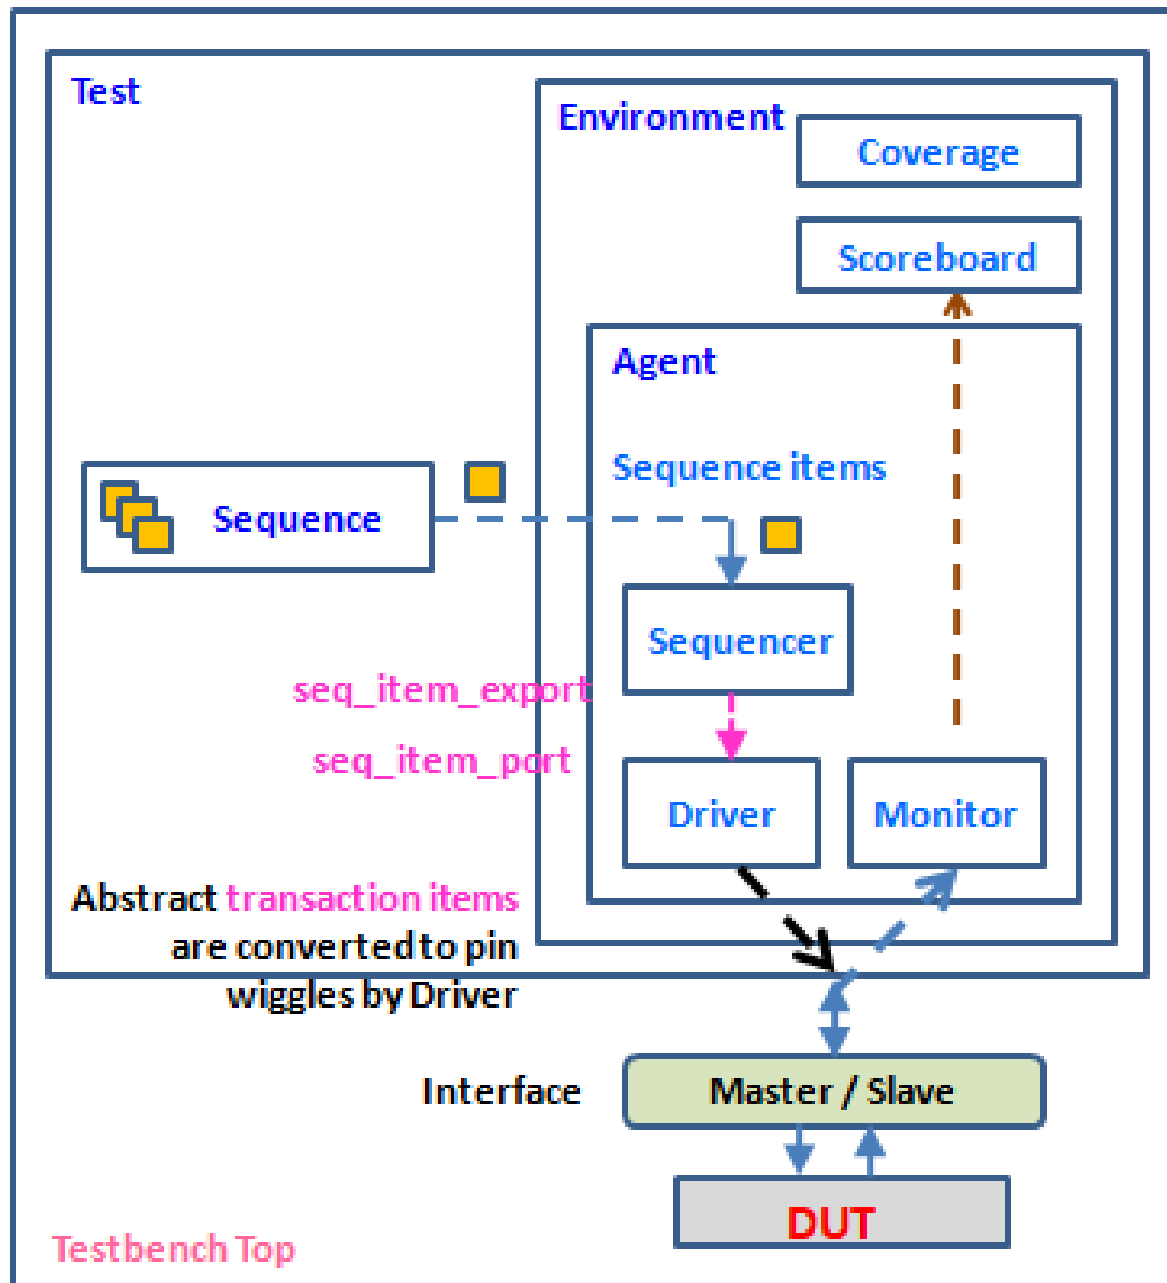 Test
Environment
Coverage
Scoreboard
Agent
Sequence items
Sequence
Sequencer
seq_item_export
seq_item_port
Driver
Monitor
Abstract transaction items
are converted to pin
wiggles by Driver
Interface
Master / Slave
DUT
Testbench Top